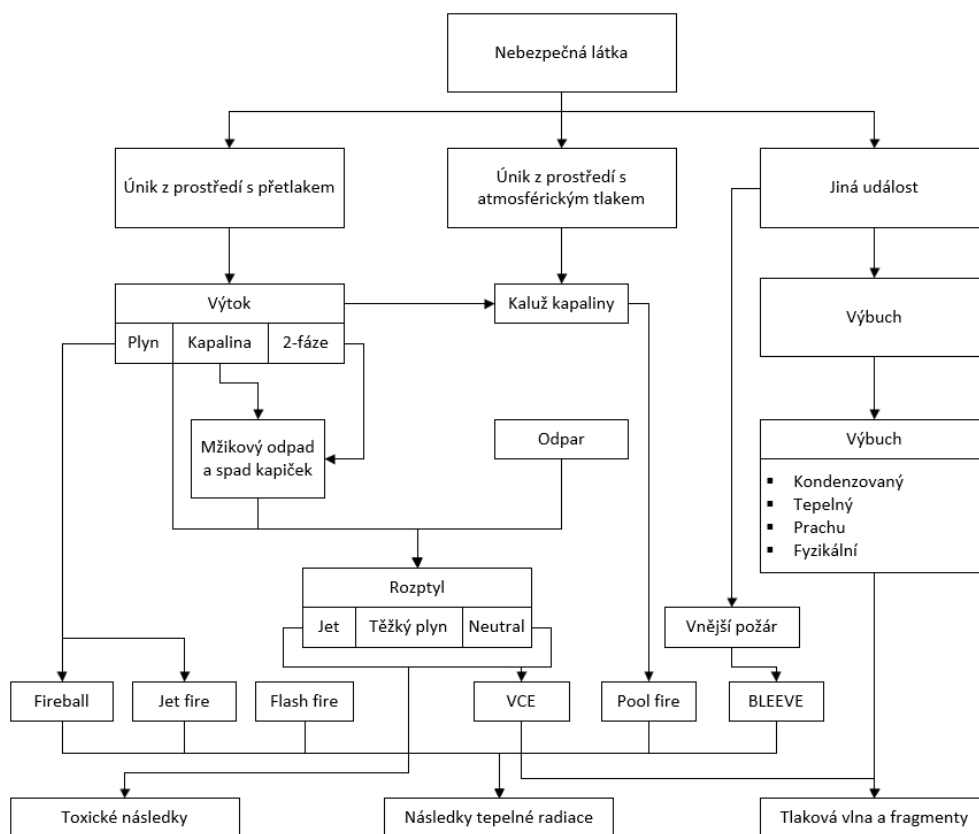 Nebezpečná látka
Únik z prostředí s přetlakem
Únik z prostředí s
atmosférickým tlakem
Jiná událost
Výtok
Plyn
Kapalina
2-fáze
Kaluž kapaliny
Výbuch
Mžikový odpad
a spad kapiček
Odpar
Výbuch
▪ Kondenzovaný
▪ Tepelný
▪ Prachu
▪ Fyzikální
Rozptyl
Jet
Těžký plyn
Neutral
Vnější požár
Fireball
Jet fire
Flash fire
VCE
Pool fire
BLEEVE
Toxické následky
Následky tepelné radiace
Tlaková vlna a fragmenty